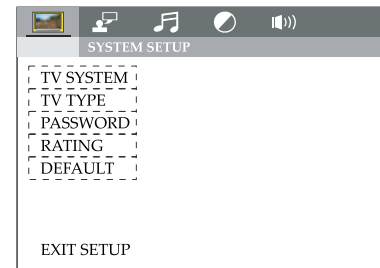 SYSTEM SETUP
TV SYSTEM
TV TYPE
PASSWORD
RATING
DEFAULT
EXIT SETUP